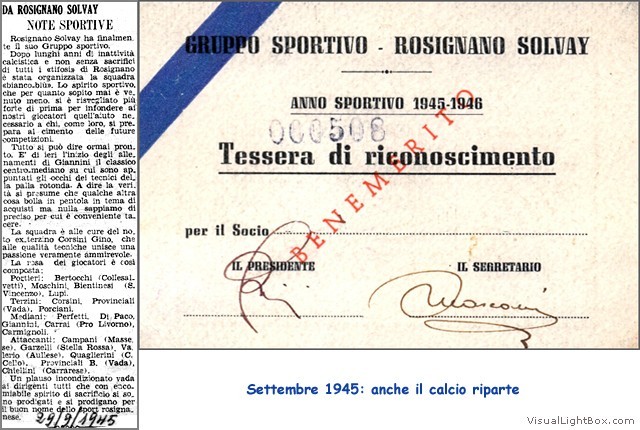 DA ROSIGNANO SOLVAY
NOTE SPORTIVE
Rosignano Solvay ha finalmen-
te il suo Gruppo sportivo.
Dopo lunghi anni di inattività
calcistica e non senza sacrifici
di tutti i stifosis di Rosignano
è stata organizzata la squadra
«bianco.blù». Lo spirito sportivo,
che per quanto sopito mai è ve,
nuto meno, si è risvegliato più
forte di prima per infondere ai
nostri giocatori quell'aiuto ne,
cessario a chi, come loro, si pre,
para al cimento delle future
competizioni.
Tutto si può dire ormai pron,
to. E' di ieri l'inizio degli alle,
namenti di Giannini il classico
centro.mediano su cui sono ap,
puntati gli occhi dei tecnici del,
la palla rotonda. A dire la veri,
tà si presume che qualche altra
cosa bolla in pentola in tema di
acquisti ma nulla sappiamo di
preciso per cui è conveniente ta,
cere.
La squadra è alle cure del no,
to ex.terzino Corsini Gino, che
alle qualità tecniche unisce una
passione veramente ammirevole.
La rosa dei giocatori è così
composta:
Portieri: Bertocchi (Collesal,
vetti), Moschini, Bientinesi (S.
Vincenzo), Lupi.
Terzini: Corsini, Provinciali
(Vada), Porciani.
Mediani: Perfetti, Di Paco,
Giannini, Carrai (Pro Livorno),
Carmignoli.
Attaccanti: Campani (Masse,
se), Garzelli (Stella Rossa), Va,
lerio (Aullese), Quaglierini (C.
Cello), Provinciali B. (Vada),
Chiellini (Carrarese).
Un plauso incondizionato vada
ai dirigenti tutti che con enco,
miabile spirito di sacrificio si so,
no prodigati e si prodigano per
il buon nome dello sport rosigna,
nese.
29/9/1945
GRUPPO SPORTIVO - ROSIGNANO SOLVAY
ANNO SPORTIVO 1945-1946
000508
Tessera di riconoscimento
BENEMERITO
per il Socio
IL PRESIDENTE
IL SEGRETARIO
Settembre 1945: anche il calcio riparte
VisualLightBox.com